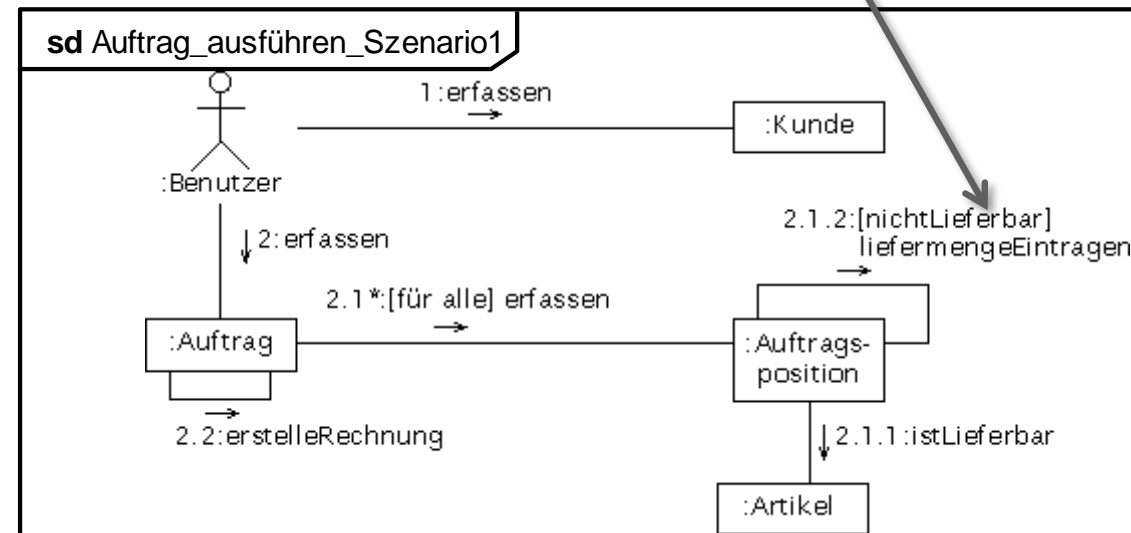 sd Auftrag_ausführen_Szenario1
1:erfassen
:Kunde
:Benutzer
2.1.2:[nichtLieferbar]
liefermengeEintragen
2:erfassen
2.1*:[für alle] erfassen
:Auftrag
:Auftrags-
position
2.2:erstelleRechnung
2.1.1:istLieferbar
:Artikel